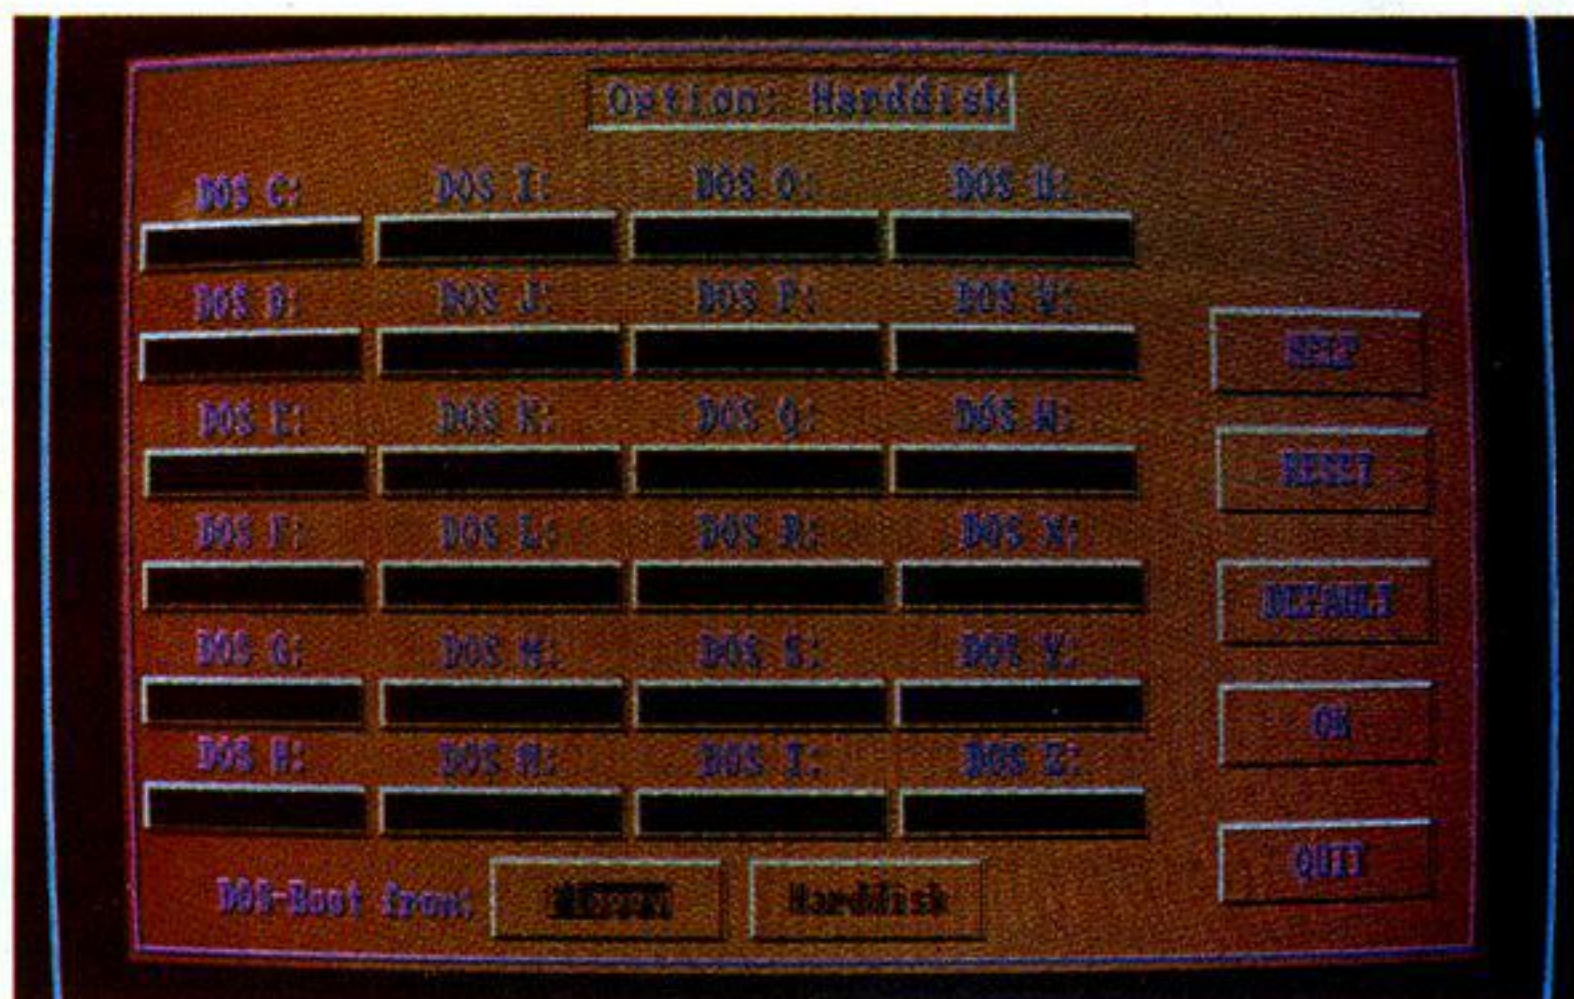 Option: Harddisk
DOS C: DOS I: DOS O: DOS U:
DOS D: DOS J: DOS P: DOS V:
DOS E: DOS K: DOS Q: DOS W:
DOS F: DOS L: DOS R: DOS X:
DOS G: DOS M: DOS S: DOS Y:
DOS H: DOS N: DOS T: DOS Z:
HELP
RESET
DEFAULT
OK
QUIT
DOS-Boot from: Floppy Harddisk